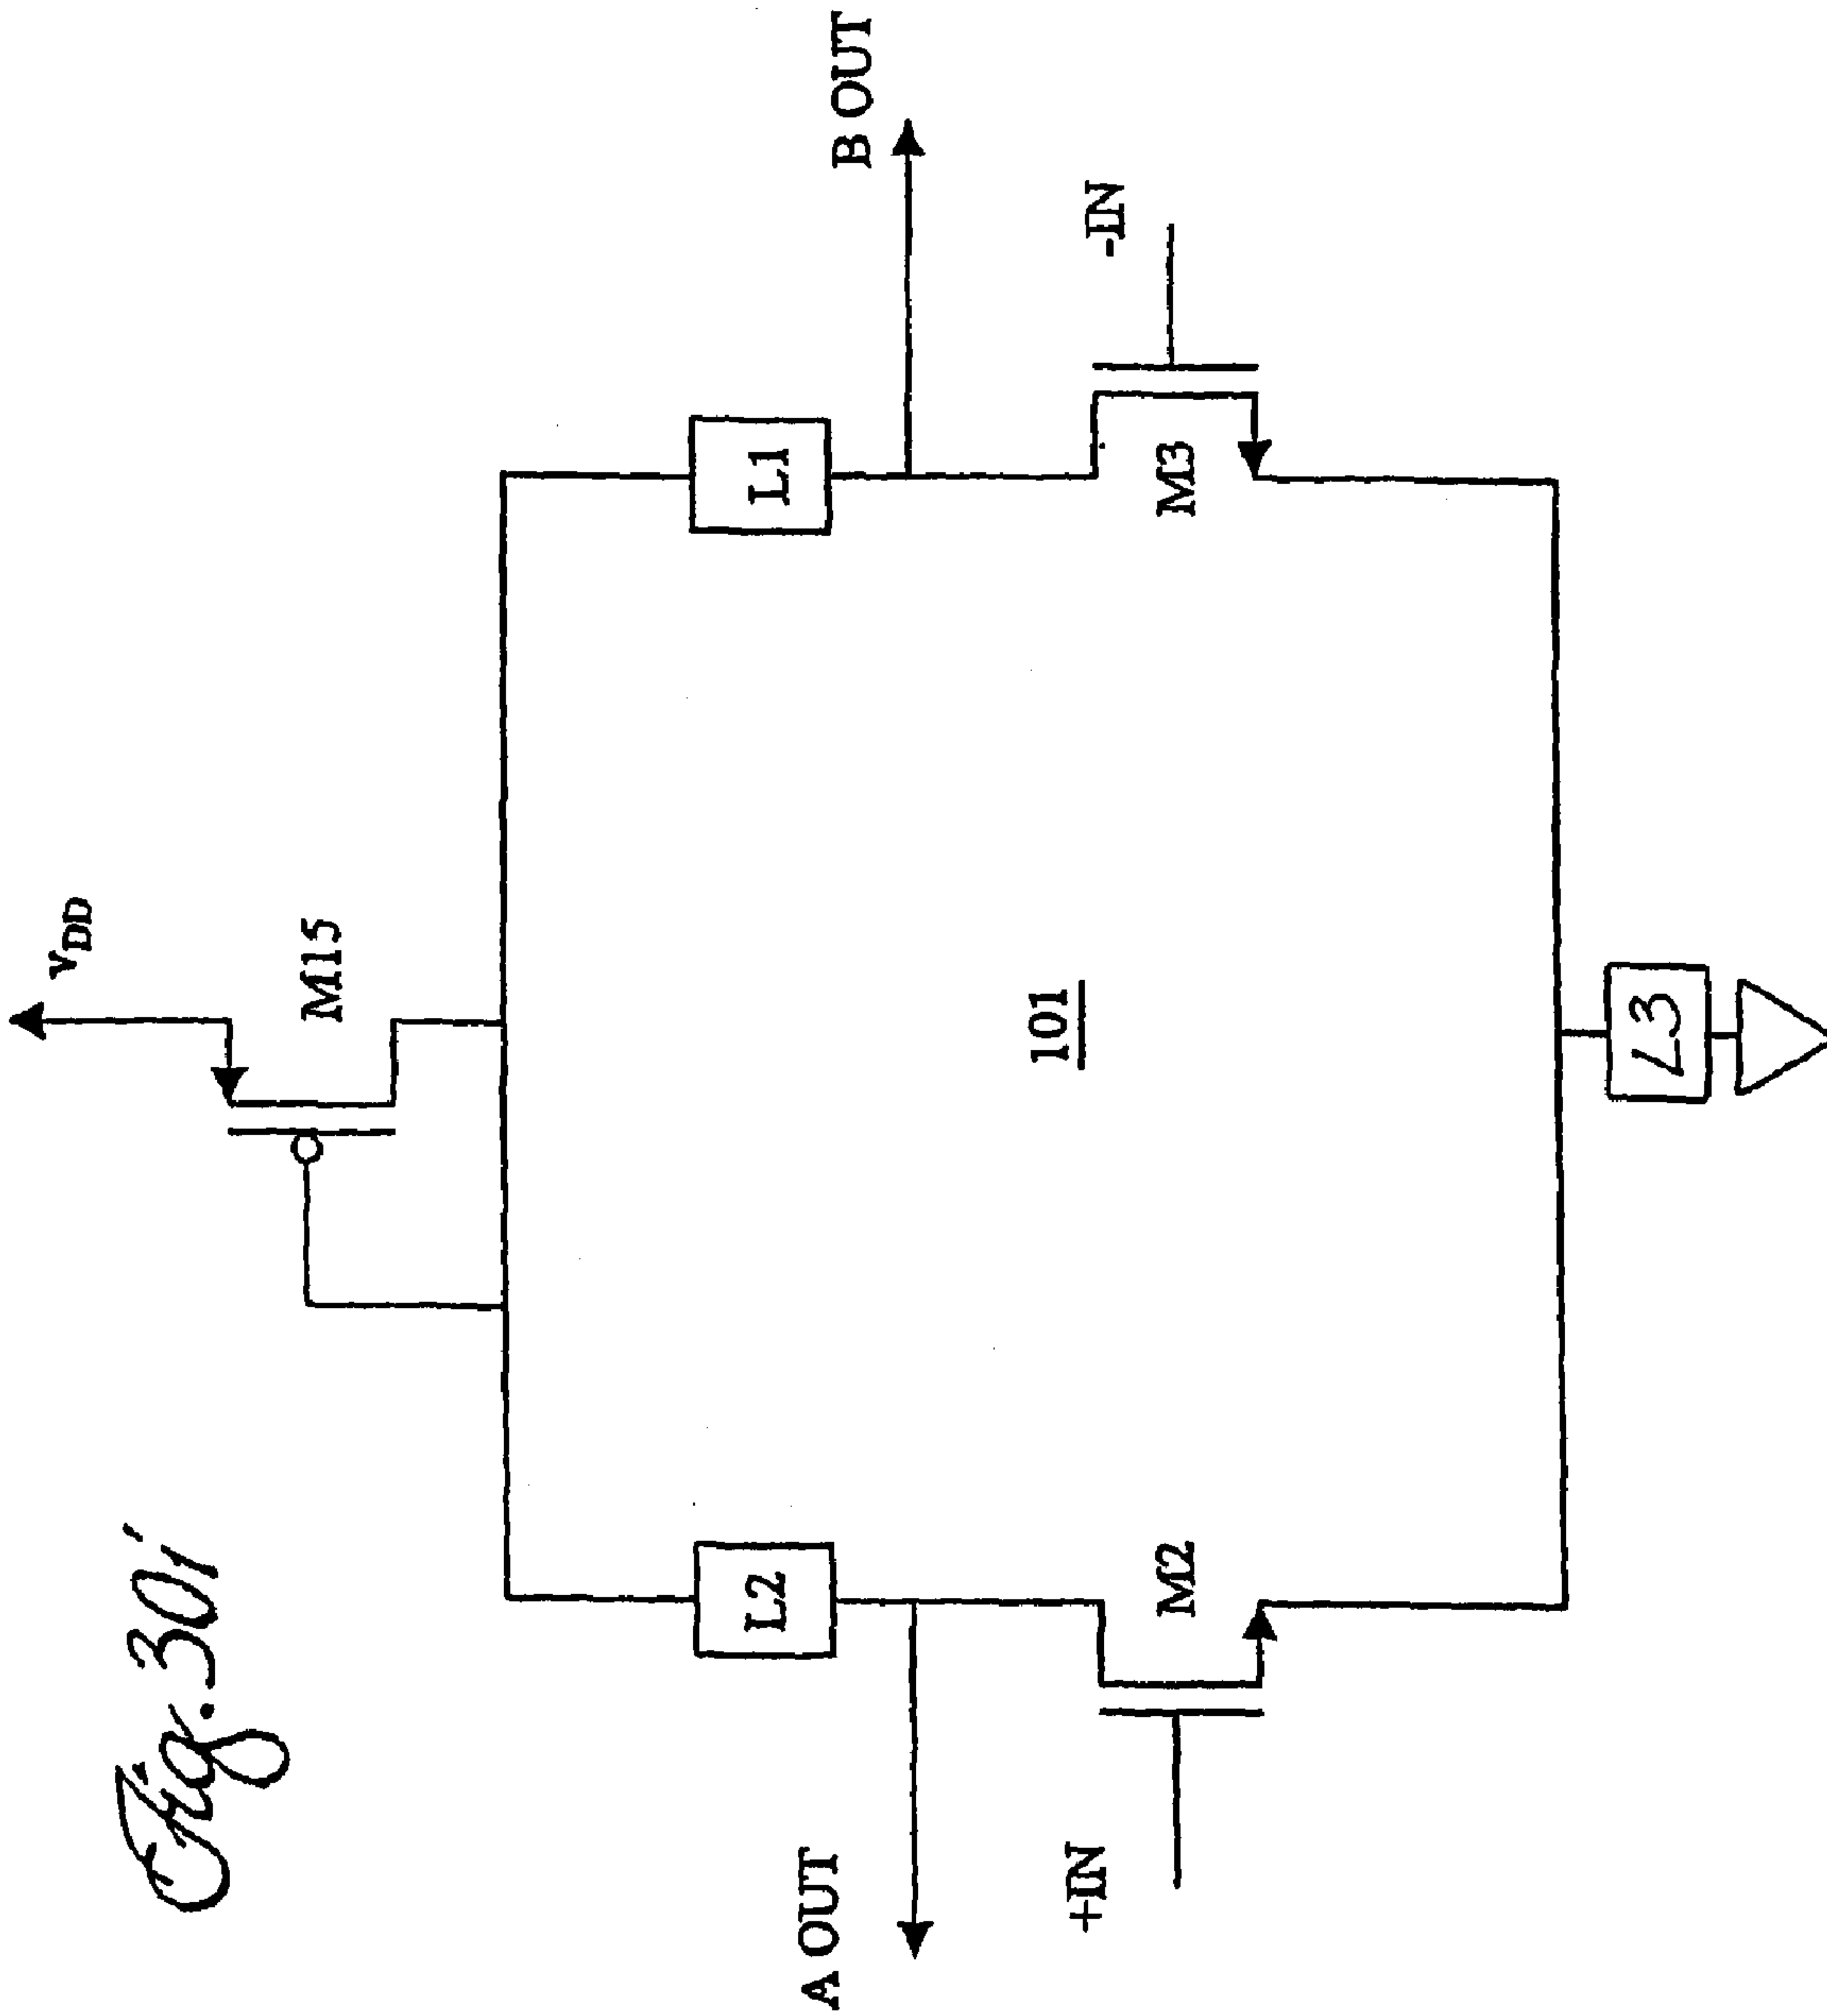 Fig. 30i'
VDD
M15
L2
L1
A OUT
B OUT
101
+IN
-IN
M2
M3
L3